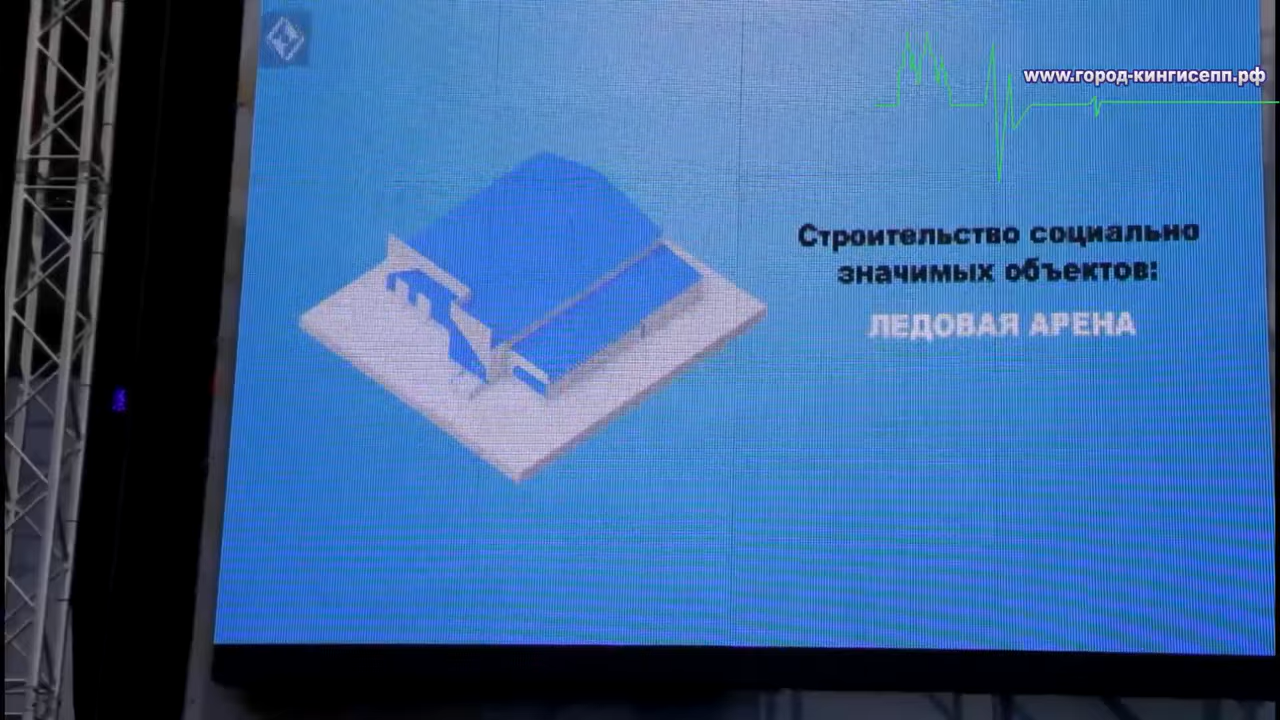 www.город-кингисепп.рф
Строительство социально
значимых объектов:
ЛЕДОВАЯ АРЕНА